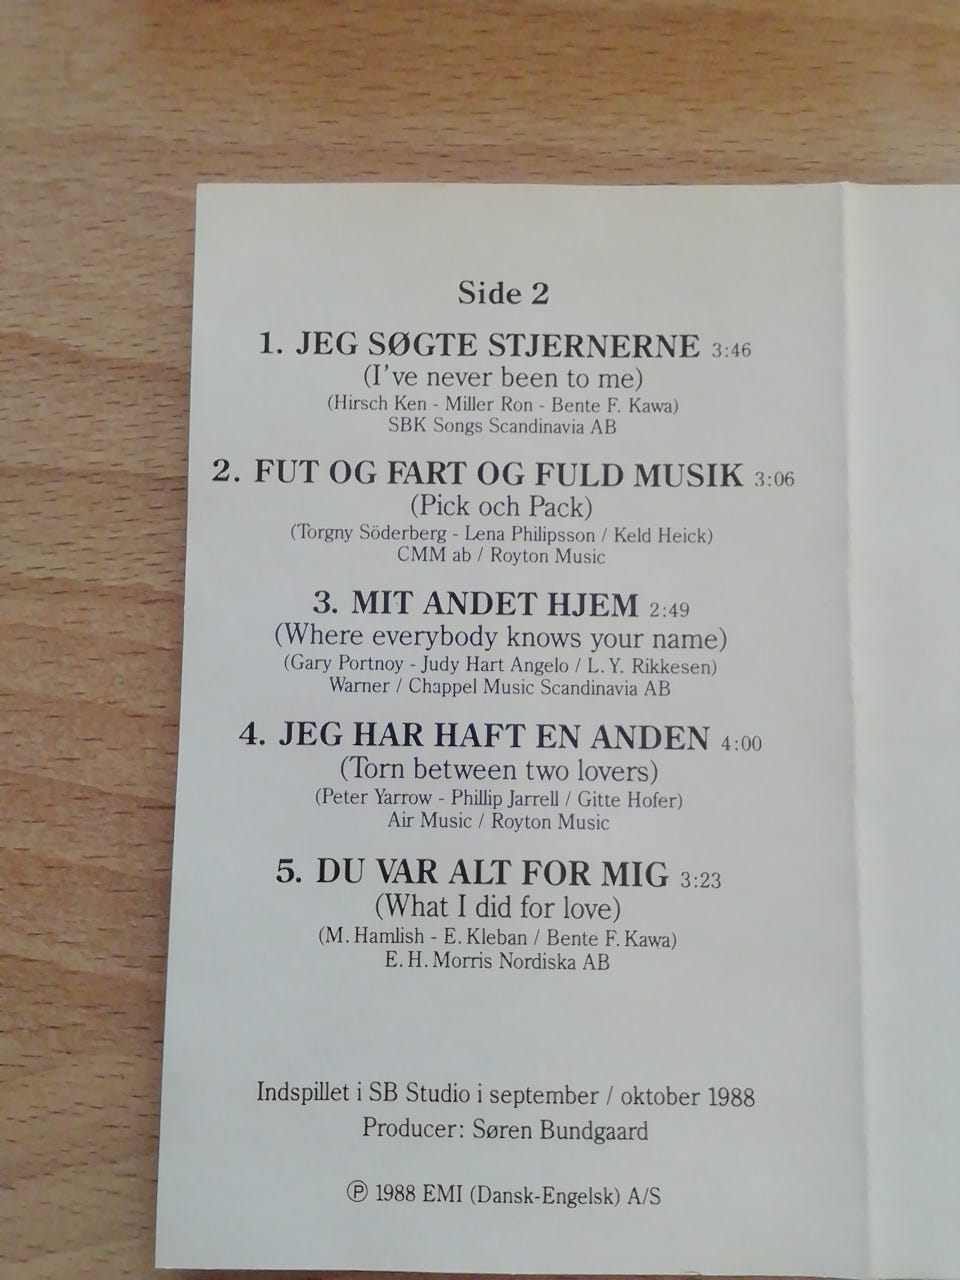 Side 2
1. JEG SØGTE STJERNERNE 3:46
(I've never been to me)
(Hirsch Ken - Miller Ron - Bente F. Kawa)
SBK Songs Scandinavia AB
2. FUT OG FART OG FULD MUSIK 3:06
(Pick och Pack)
(Torgny Söderberg - Lena Philipsson / Keld Heick)
CMM ab / Royton Music
3. MIT ANDET HJEM 2:49
(Where everybody knows your name)
(Gary Portnoy - Judy Hart Angelo / L. Y. Rikkesen)
Warner / Chappel Music Scandinavia AB
4. JEG HAR HAFT EN ANDEN 4:00
(Torn between two lovers)
(Peter Yarrow - Phillip Jarrell / Gitte Hofer)
Air Music / Royton Music
5. DU VAR ALT FOR MIG 3:23
(What I did for love)
(M. Hamlish - E. Kleban / Bente F. Kawa)
E. H. Morris Nordiska AB
Indspillet i SB Studio i september / oktober 1988
Producer: Søren Bundgaard
℗ 1988 EMI (Dansk-Engelsk) A/S